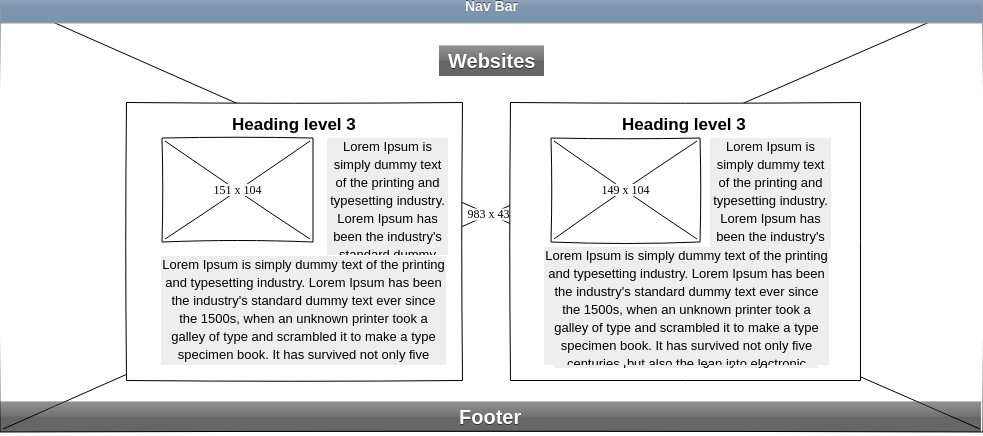 Nav Bar
Websites
Heading level 3
151 x 104
Lorem Ipsum is
simply dummy text
of the printing and
typesetting industry.
Lorem Ipsum has
been the industry's
standard dummy
Lorem Ipsum is simply dummy text of the printing
and typesetting industry. Lorem Ipsum has been
the industry's standard dummy text ever since
the 1500s, when an unknown printer took a
galley of type and scrambled it to make a type
specimen book. It has survived not only five
983 x 43
Heading level 3
149 x 104
Lorem Ipsum is
simply dummy text
of the printing and
typesetting industry.
Lorem Ipsum has
been the industry's
Lorem Ipsum is simply dummy text of the printing
and typesetting industry. Lorem Ipsum has been
the industry's standard dummy text ever since
the 1500s, when an unknown printer took a
galley of type and scrambled it to make a type
specimen book. It has survived not only five
centuries, but also the leap into electronic
Footer